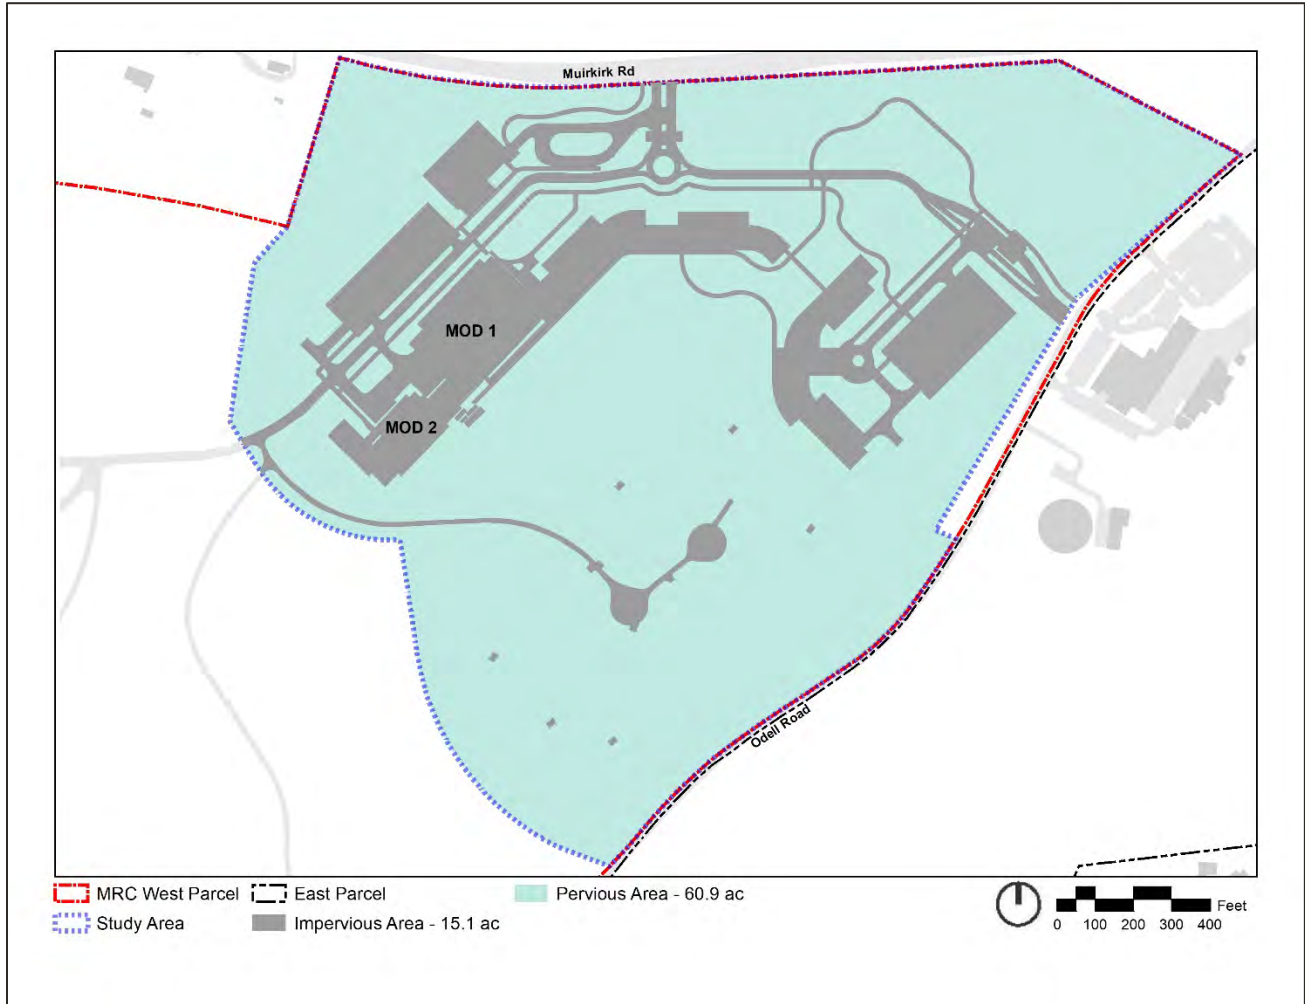 Muirkirk Rd
MOD 1
MOD 2
Odell Road
MRC West Parcel
East Parcel
Pervious Area - 60.9 ac
Study Area
Impervious Area - 15.1 ac
Feet
0 100 200 300 400